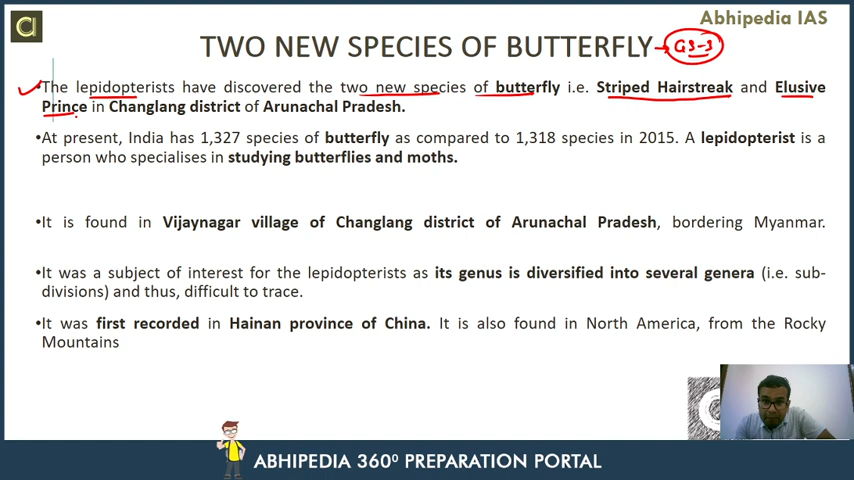 Abhipedia IAS
TWO NEW SPECIES OF BUTTERFLY
GS-3
•The lepidopterists have discovered the two new species of butterfly i.e. Striped Hairstreak and Elusive
Prince in Changlang district of Arunachal Pradesh.
•At present, India has 1,327 species of butterfly as compared to 1,318 species in 2015. A lepidopterist is a
person who specialises in studying butterflies and moths.
•It is found in Vijaynagar village of Changlang district of Arunachal Pradesh, bordering Myanmar.
•It was a subject of interest for the lepidopterists as its genus is diversified into several genera (i.e. sub-
divisions) and thus, difficult to trace.
•It was first recorded in Hainan province of China. It is also found in North America, from the Rocky
Mountains
ABHIPEDIA 360⁰ PREPARATION PORTAL